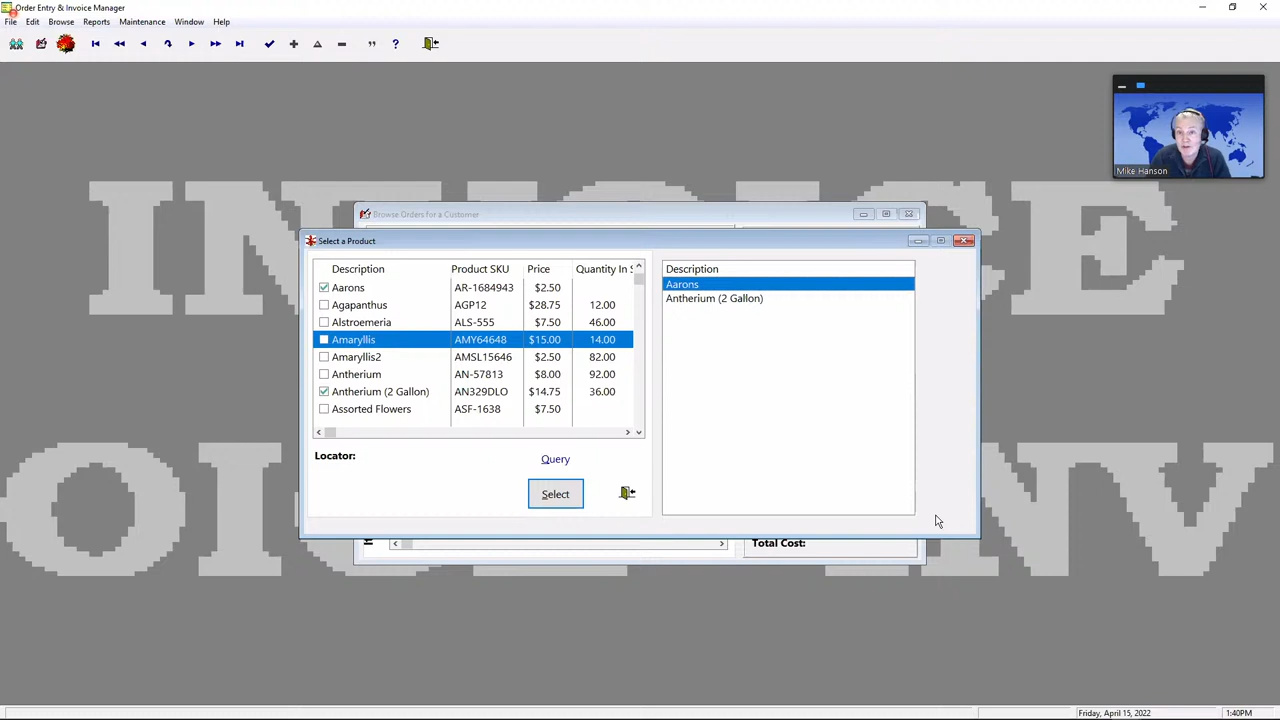 Order Entry & Invoice Manager
File Edit Browse Reports Maintenance Window Help
Mike Hanson
Browse Orders for a Customer
Select a Product
Description Product SKU Price Quantity In S
Aarons AR-1684943 $2.50
Agapanthus AGP12 $28.75 12.00
Alstroemeria ALS-555 $7.50 46.00
Amaryllis AMY64648 $15.00 14.00
Amaryllis2 AMSL15646 $2.50 82.00
Antherium AN-57813 $8.00 92.00
Antherium (2 Gallon) AN329DLO $14.75 36.00
Assorted Flowers ASF-1638 $7.50
Description
Aarons
Antherium (2 Gallon)
Locator:
Query
Select
Total Cost:
Friday, April 15, 2022 1:40PM